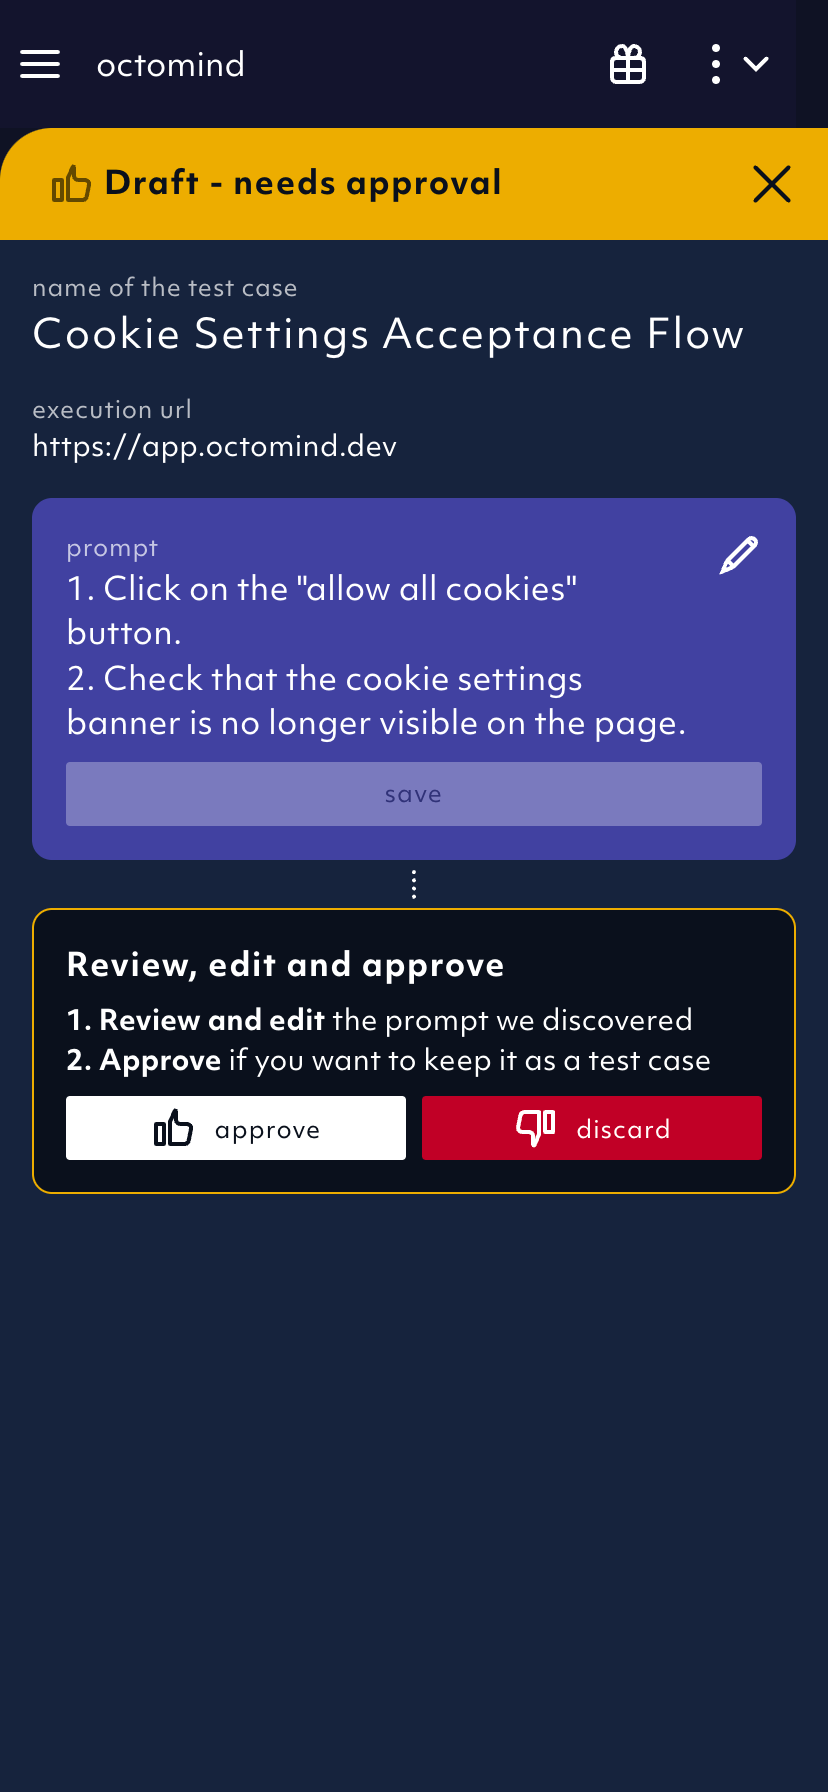 octomind
Draft - needs approval
name of the test case
Cookie Settings Acceptance Flow
execution url
https://app.octomind.dev
prompt
1. Click on the "allow all cookies"
button.
2. Check that the cookie settings
banner is no longer visible on the page.
save
Review, edit and approve
1. Review and edit the prompt we discovered
2. Approve if you want to keep it as a test case
approve
discard